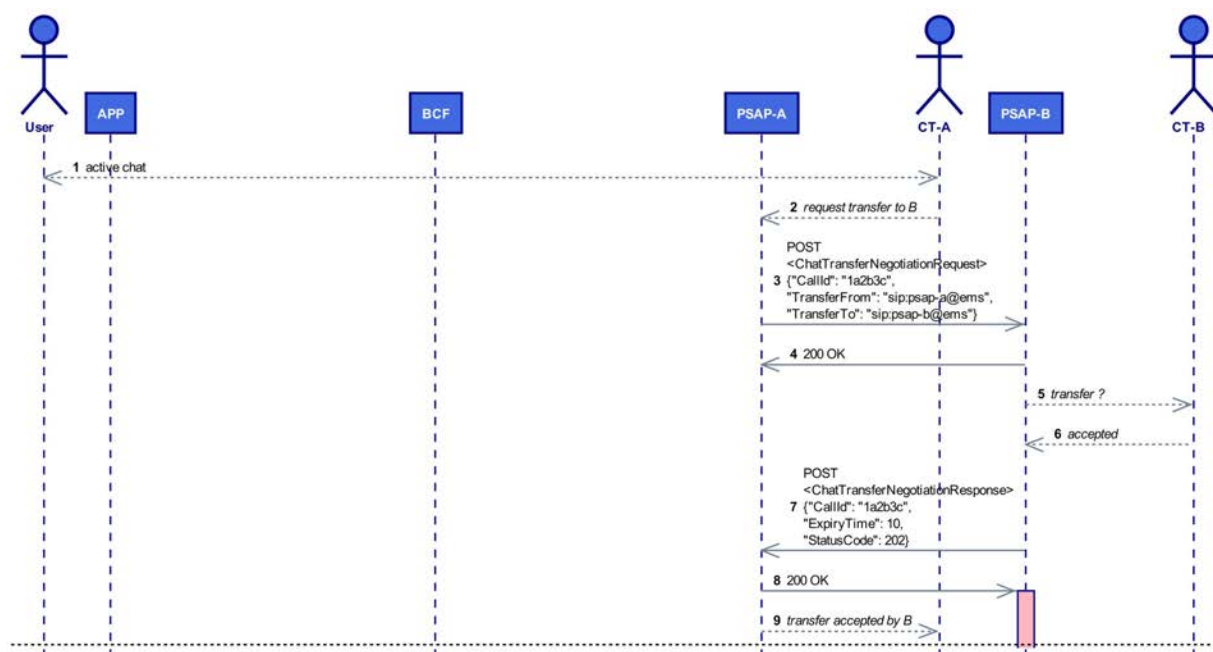 User
APP
BCF
PSAP-A
CT-A
PSAP-B
CT-B
1 active chat
2 request transfer to B
POST
<ChatTransferNegotiationRequest>
3 {"CallId": "1a2b3c",
"TransferFrom": "sip:psap-a@ems",
"TransferTo": "sip:psap-b@ems"}
4 200 OK
5 transfer ?
6 accepted
POST
<ChatTransferNegotiationResponse>
7 {"CallId": "1a2b3c",
"ExpiryTime": 10,
"StatusCode": 202}
8 200 OK
9 transfer accepted by B